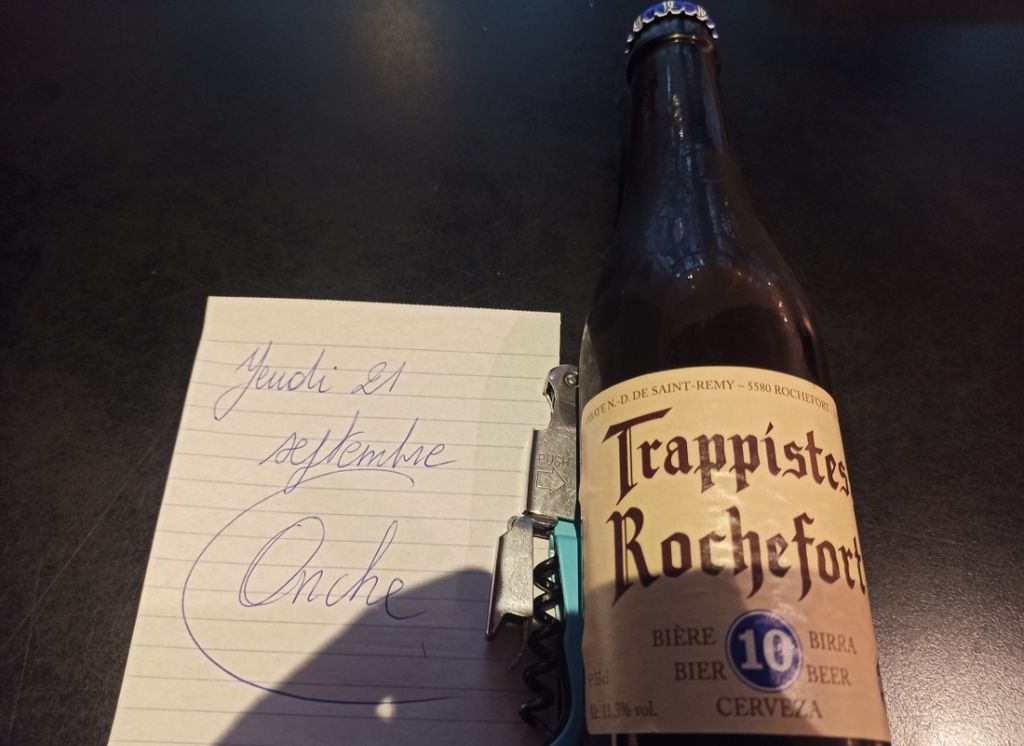 Jeudi 21
septembre
Onche
PUSH
ABBAYE N.-D. DE SAINT-REMY – 5580 ROCHEFORT
Trappistes
Rochefort
BIÈRE 10 BIRRA
BIER BEER
CERVEZA
33cl
11,3% vol.